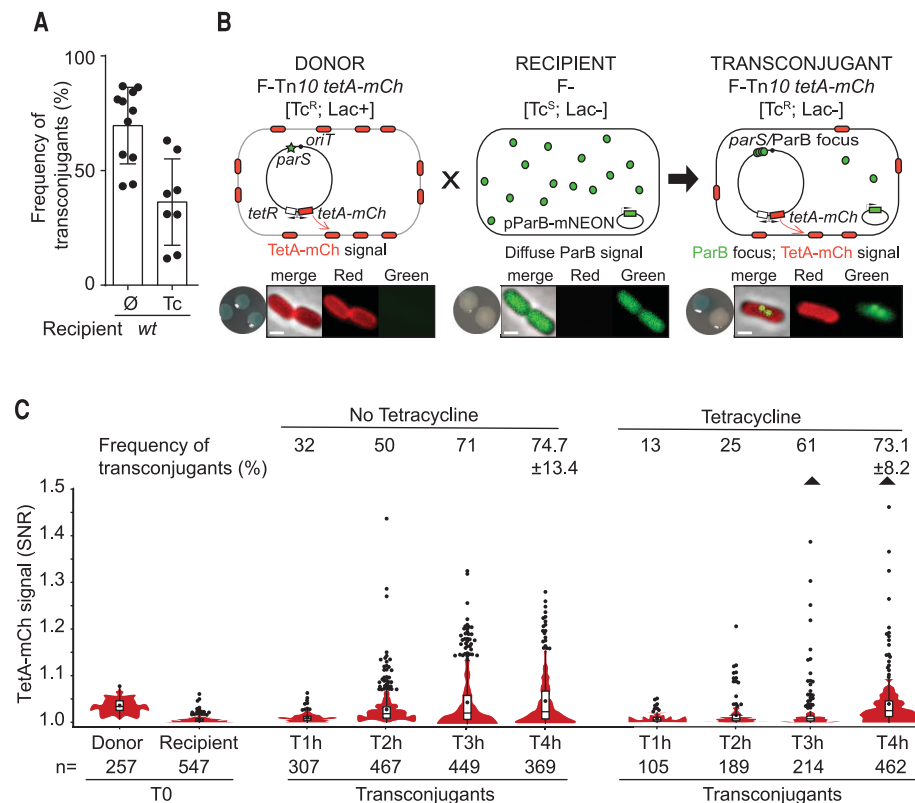 A
Frequency of
transconjugants (%)
100
50
0
Ø Tc
Recipient wt
B
DONOR
F-Tn10 tetA-mCh
[TcR; Lac+]
oriT
parS
tetR
tetA-mCh
TetA-mCh signal
merge Red Green
X
RECIPIENT
F-
[TcS; Lac-]
pParB-mNEON
Diffuse ParB signal
merge Red Green
TRANSCONJUGANT
F-Tn10 tetA-mCh
[TcR; Lac-]
parS/ParB focus
tetA-mCh
ParB focus; TetA-mCh signal
merge Red Green
C
No Tetracycline Tetracycline
Frequency of
transconjugants (%)
32 50 71 74.7 13 25 61 73.1
±13.4 ±8.2
TetA-mCh signal (SNR)
1.5
1.4
1.3
1.2
1.1
1.0
Donor Recipient T1h T2h T3h T4h T1h T2h T3h T4h
n= 257 547 307 467 449 369 105 189 214 462
T0 Transconjugants Transconjugants